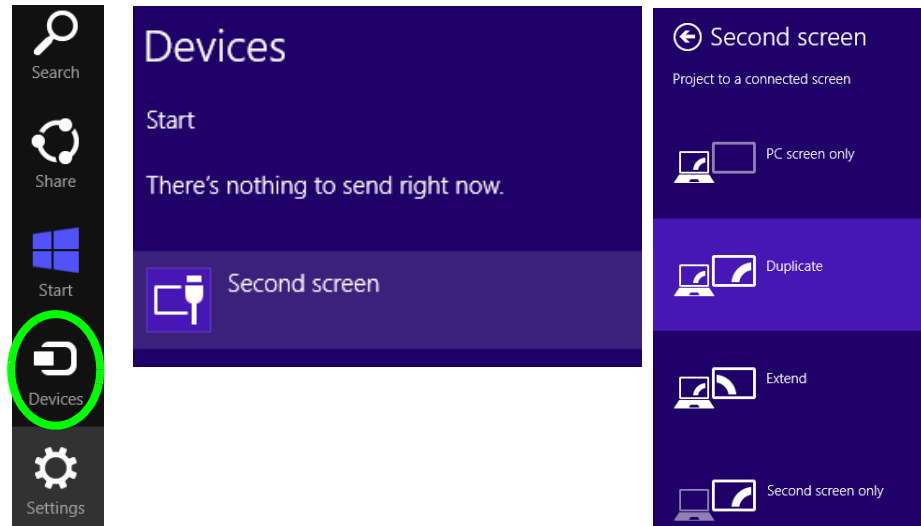 Search
Share
Start
Devices
Settings
Devices
Start
There's nothing to send right now.
Second screen
Second screen
Project to a connected screen
PC screen only
Duplicate
Extend
Second screen only